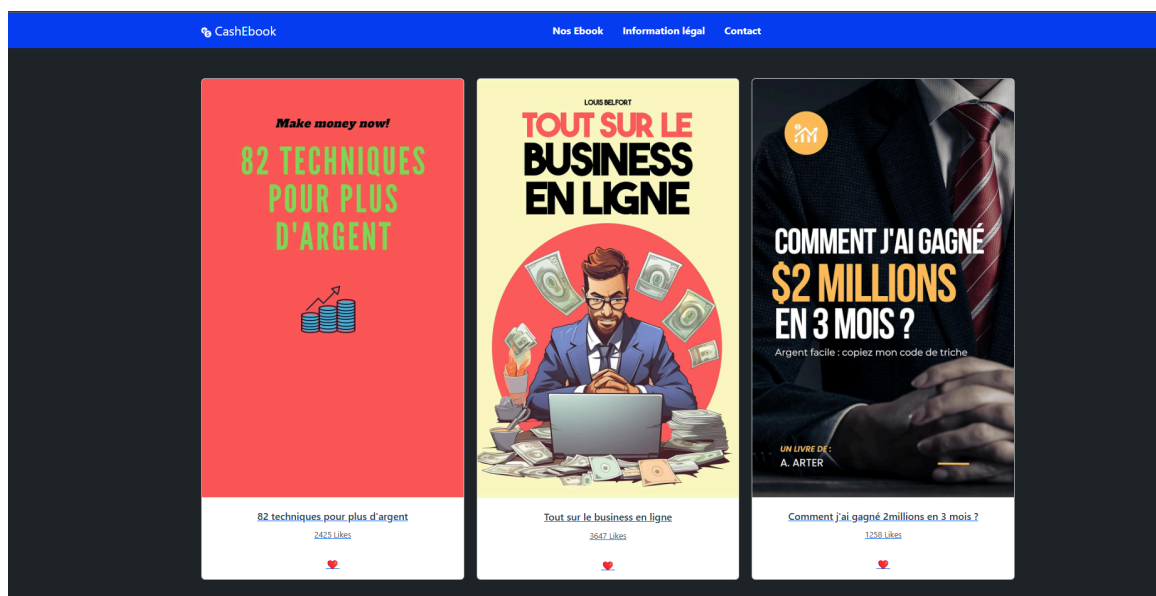 CashEbook
Nos Ebook
Information légal
Contact
Make money now!
82 TECHNIQUES
POUR PLUS
D'ARGENT
82 techniques pour plus d'argent
2425 Likes
LOUIS BELFORT
TOUT SUR LE
BUSINESS
EN LIGNE
Tout sur le business en ligne
3647 Likes
COMMENT J'AI GAGNÉ
$2 MILLIONS
EN 3 MOIS ?
Argent facile : copiez mon code de triche
UN LIVRE DE :
A. ARTER
Comment j'ai gagné 2millions en 3 mois ?
1258 Likes